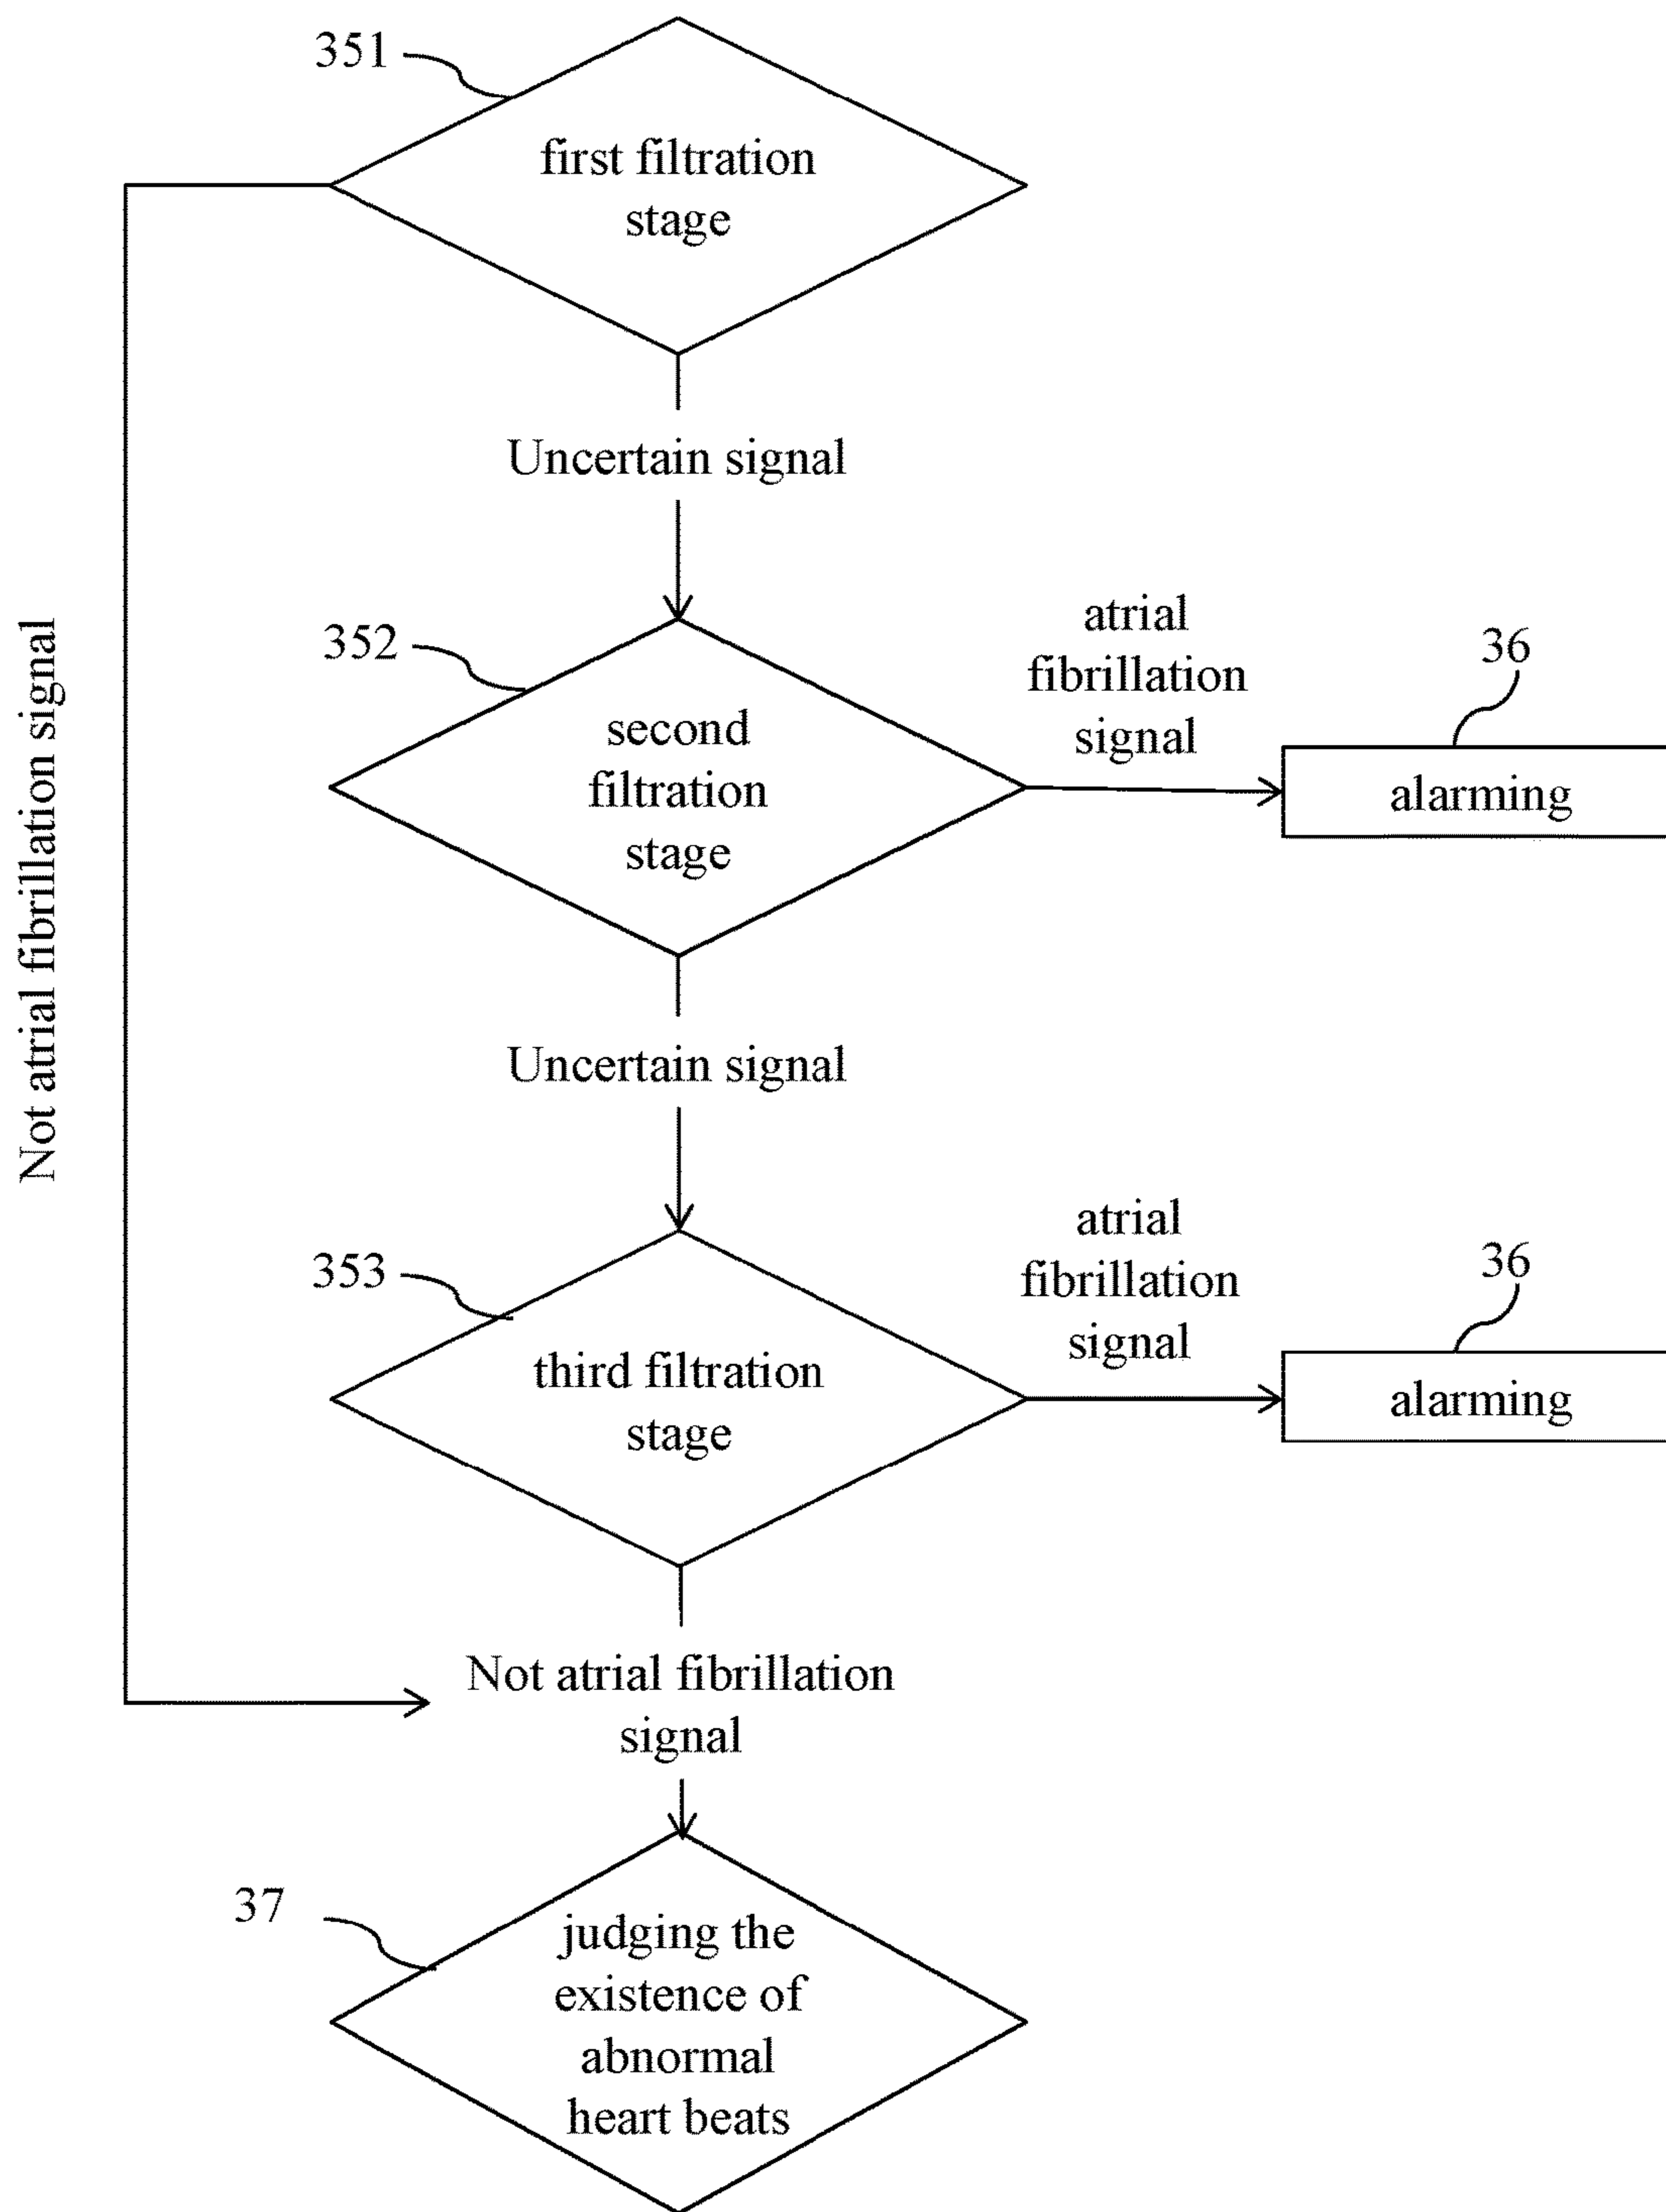 351
first filtration
stage
Uncertain signal
Not atrial fibrillation signal
352
second
filtration
stage
atrial
fibrillation
signal
36
alarming
Uncertain signal
353
third filtration
stage
atrial
fibrillation
signal
36
alarming
Not atrial fibrillation
signal
37
judging the
existence of
abnormal
heart beats